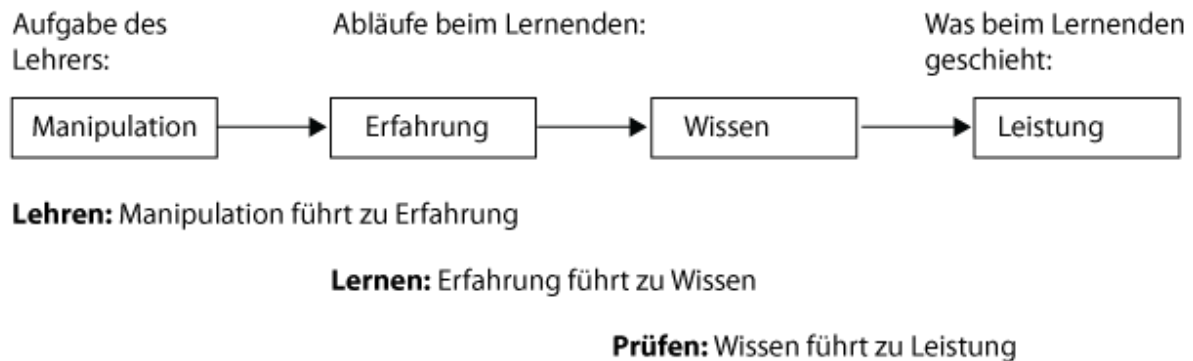 Aufgabe des
Lehrers:
Abläufe beim Lernenden:
Was beim Lernenden
geschieht:
Manipulation
Erfahrung
Wissen
Leistung
Lehren: Manipulation führt zu Erfahrung
Lernen: Erfahrung führt zu Wissen
Prüfen: Wissen führt zu Leistung